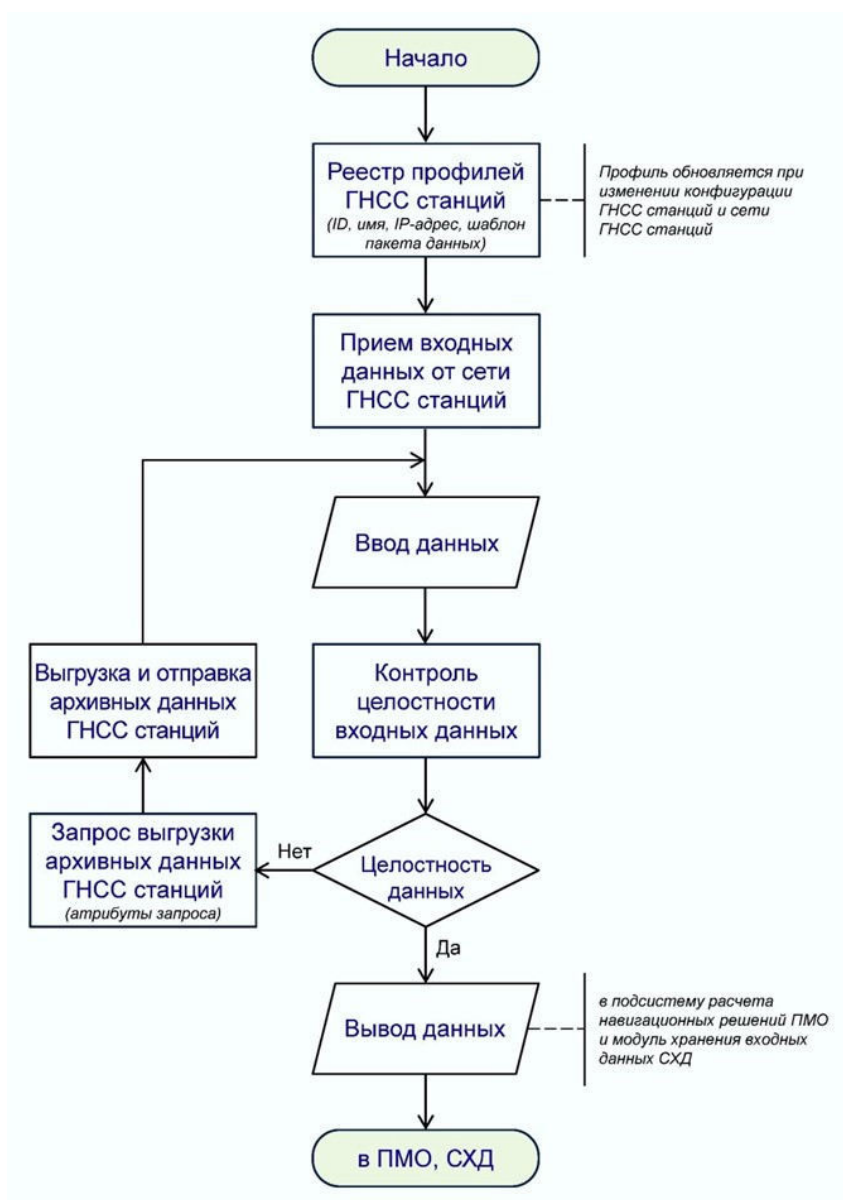 Начало
Реестр профилей
ГНСС станций
(ID, имя, IP-адрес, шаблон
пакета данных)
Профиль обновляется при
изменении конфигурации
ГНСС станций и сети
ГНСС станций
Прием входных
данных от сети
ГНСС станций
Ввод данных
Выгрузка и отправка
архивных данных
ГНСС станций
Контроль
целостности
входных данных
Запрос выгрузки
архивных данных
ГНСС станций
(атрибуты запроса)
Нет
Целостность
данных
Да
Вывод данных
в подсистему расчета
навигационных решений ПМО
и модуль хранения входных
данных СХД
в ПМО, СХД